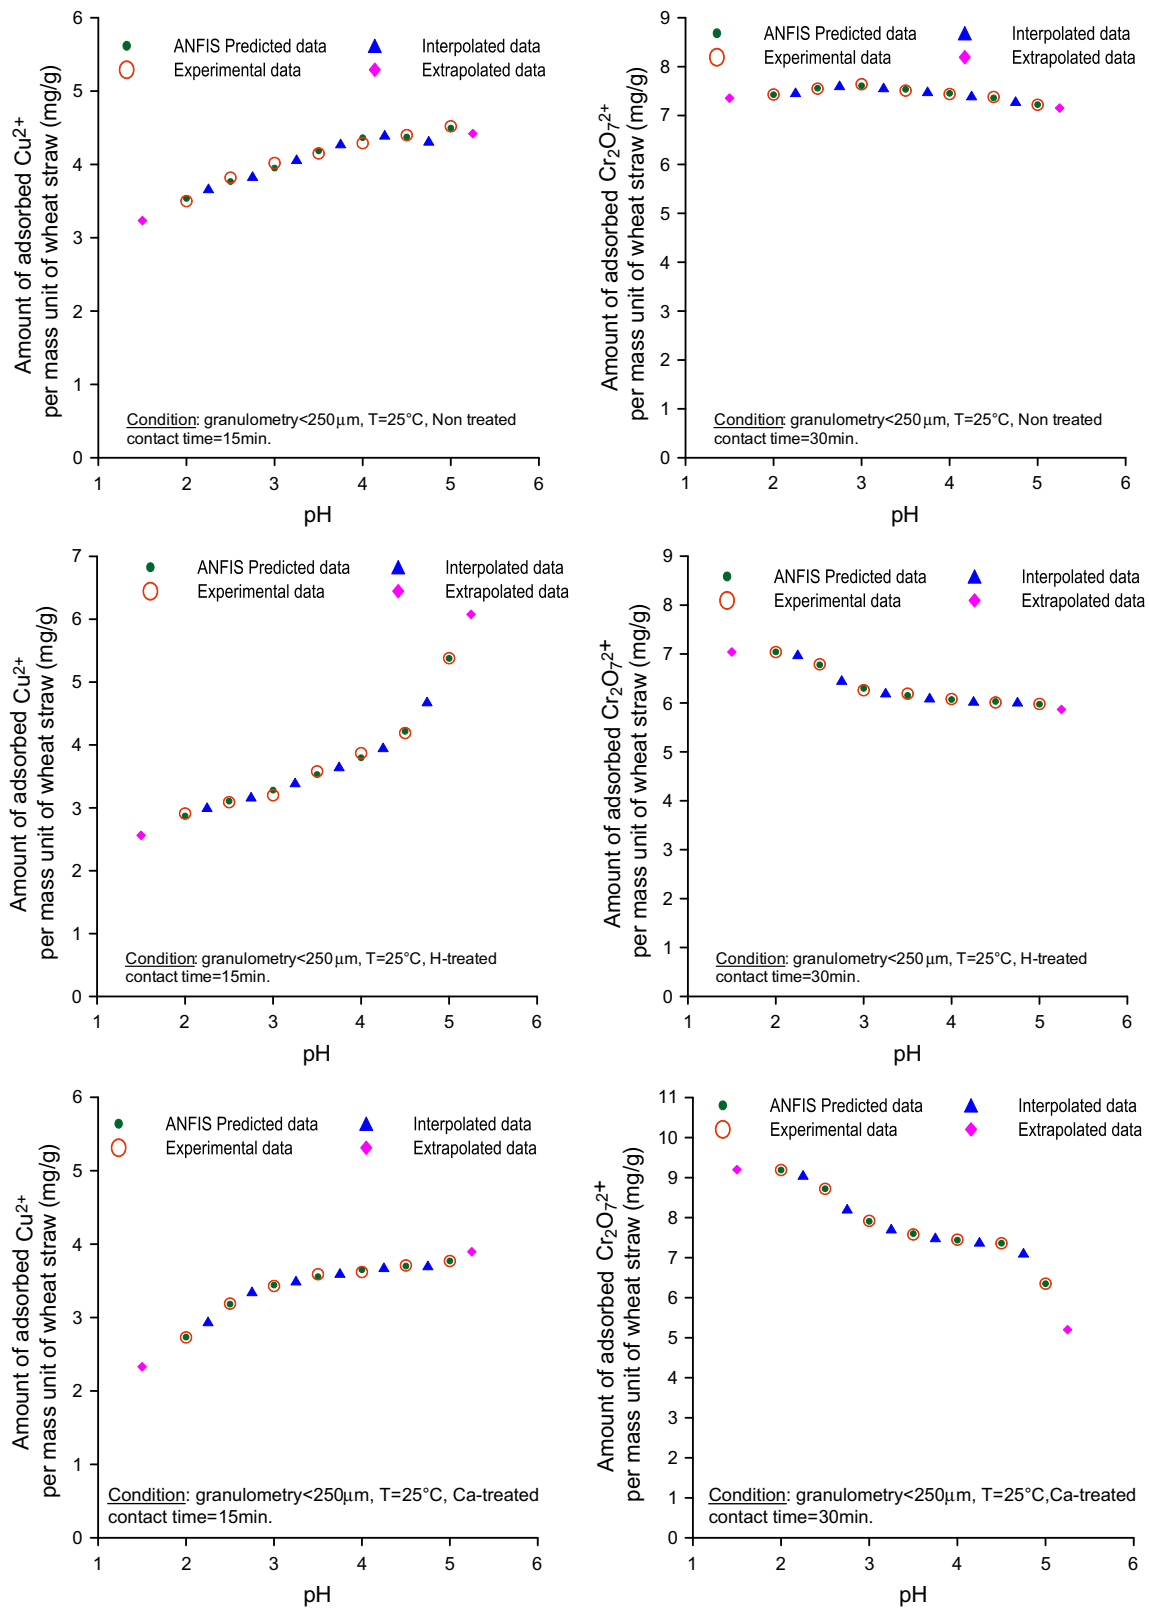 6
5
4
3
2
1
0
Amount of adsorbed Cu2+
per mass unit of wheat straw (mg/g)
ANFIS Predicted data
Interpolated data
Experimental data
Extrapolated data
Condition: granulometry<250μm, T=25°C, Non treated
contact time=15min.
1 2 3 4 5 6
pH
9
8
7
6
5
4
3
2
1
0
Amount of adsorbed Cr2O7 2+
per mass unit of wheat straw (mg/g)
ANFIS Predicted data
Interpolated data
Experimental data
Extrapolated data
Condition: granulometry<250μm, T=25°C, Non treated
contact time=30min.
1 2 3 4 5 6
pH
7
6
5
4
3
2
1
0
Amount of adsorbed Cu2+
per mass unit of wheat straw (mg/g)
ANFIS Predicted data
Interpolated data
Experimental data
Extrapolated data
Condition: granulometry<250μm, T=25°C, H-treated
contact time=15min.
1 2 3 4 5 6
pH
9
8
7
6
5
4
3
2
1
0
Amount of adsorbed Cr2O7 2+
per mass unit of wheat straw (mg/g)
ANFIS Predicted data
Interpolated data
Experimental data
Extrapolated data
Condition: granulometry<250μm, T=25°C, H-treated
contact time=30min.
1 2 3 4 5 6
pH
6
5
4
3
2
1
0
Amount of adsorbed Cu2+
per mass unit of wheat straw (mg/g)
ANFIS Predicted data
Interpolated data
Experimental data
Extrapolated data
Condition: granulometry<250μm, T=25°C, Ca-treated
contact time=15min.
1 2 3 4 5 6
pH
11
10
9
8
7
6
5
4
3
2
1
0
Amount of adsorbed Cr2O7 2+
per mass unit of wheat straw (mg/g)
ANFIS Predicted data
Interpolated data
Experimental data
Extrapolated data
Condition: granulometry<250μm, T=25°C,Ca-treated
contact time=30min.
1 2 3 4 5 6
pH